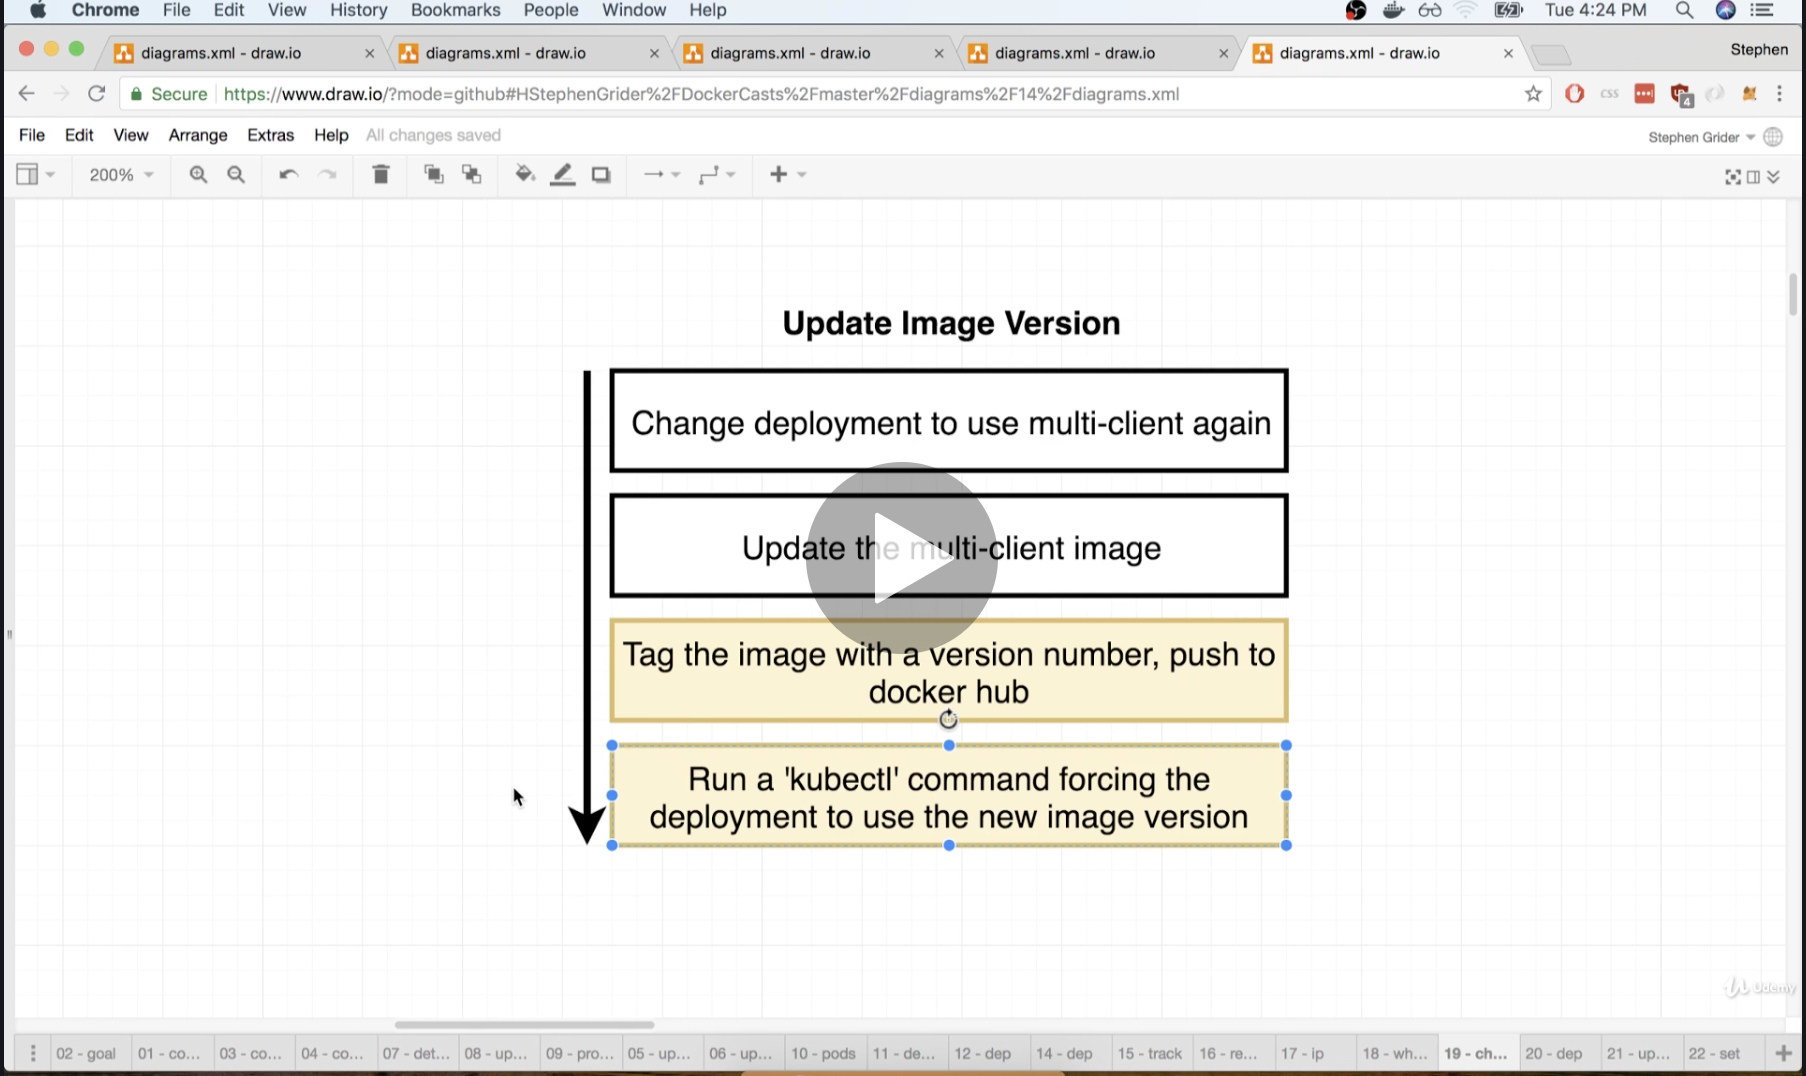 Chrome File Edit View History Bookmarks People Window Help Tue 4:24 PM
diagrams.xml - draw.io diagrams.xml - draw.io diagrams.xml - draw.io diagrams.xml - draw.io diagrams.xml - draw.io Stephen
Secure https://www.draw.io/?mode=github#HStephenGrider%2FDockerCasts%2Fmaster%2Fdiagrams%2F14%2Fdiagrams.xml CSS 4
File Edit View Arrange Extras Help All changes saved Stephen Grider
200%
Update Image Version
Change deployment to use multi-client again
Update the multi-client image
Tag the image with a version number, push to
docker hub
Run a 'kubectl' command forcing the
deployment to use the new image version
Udemy
02 - goal 01 - co... 03 - co... 04 - co... 07 - det... 08 - up... 09 - pro... 05 - up... 06 - up... 10 - pods 11 - de... 12 - dep 14 - dep 15 - track 16 - re... 17 - ip 18 - wh... 19 - ch... 20 - dep 21 - up... 22 - set